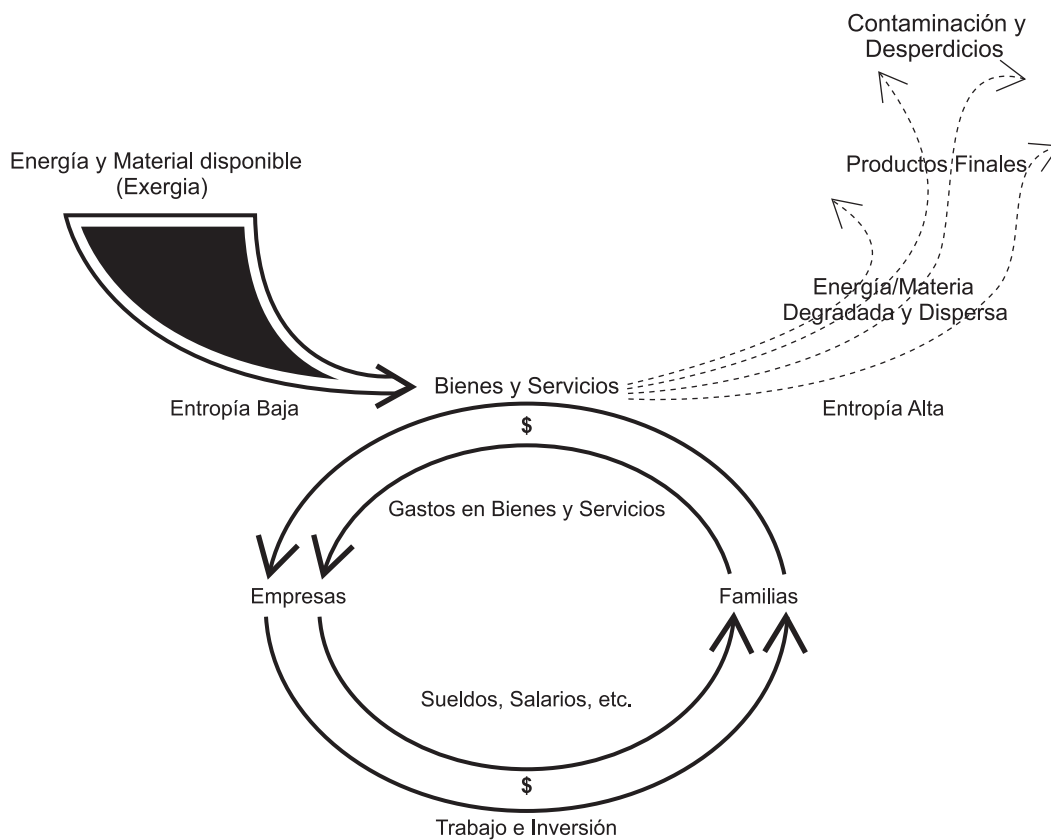 Contaminación y
Desperdicios
Energía y Material disponible
(Exergia)
Productos Finales
Energía/Materia
Degradada y Dispersa
Bienes y Servicios
Entropía Baja
Entropía Alta
$
Gastos en Bienes y Servicios
Empresas
Familias
Sueldos, Salarios, etc.
$
Trabajo e Inversión